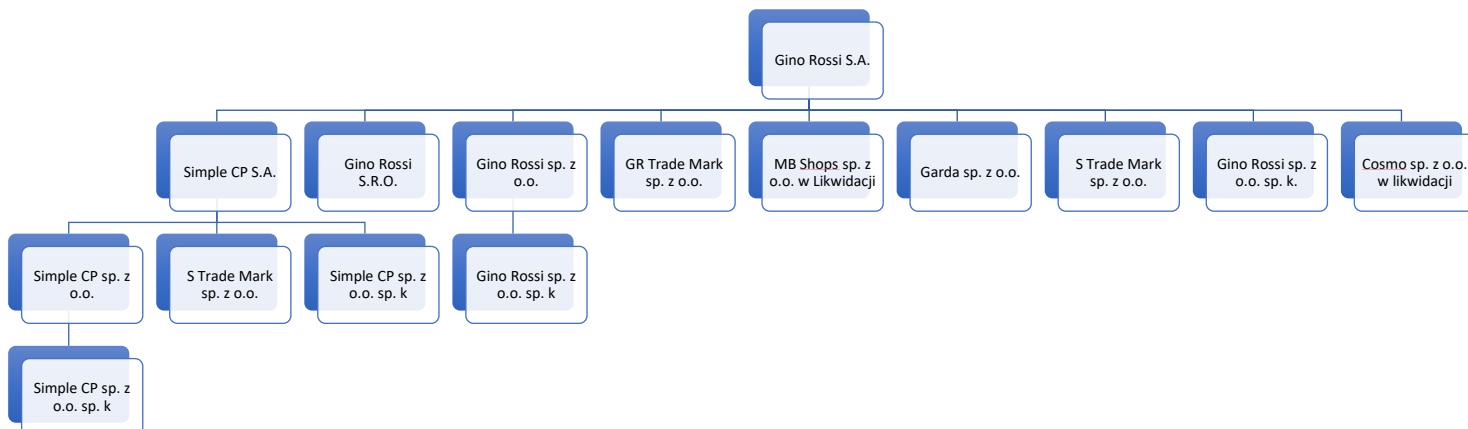 Gino Rossi S.A.
Simple CP S.A.
Gino Rossi
S.R.O.
Gino Rossi sp. z
o.o.
GR Trade Mark
sp. z o.o.
MB Shops sp. z
o.o. w Likwidacji
Garda sp. z o.o.
S Trade Mark
sp. z o.o.
Gino Rossi sp. z
o.o. sp. k.
Cosmo sp. z o.o.
w likwidacji
Simple CP sp. z
o.o.
S Trade Mark
sp. z o.o.
Simple CP sp. z
o.o. sp. k
Gino Rossi sp. z
o.o. sp. k
Simple CP sp. z
o.o. sp. k